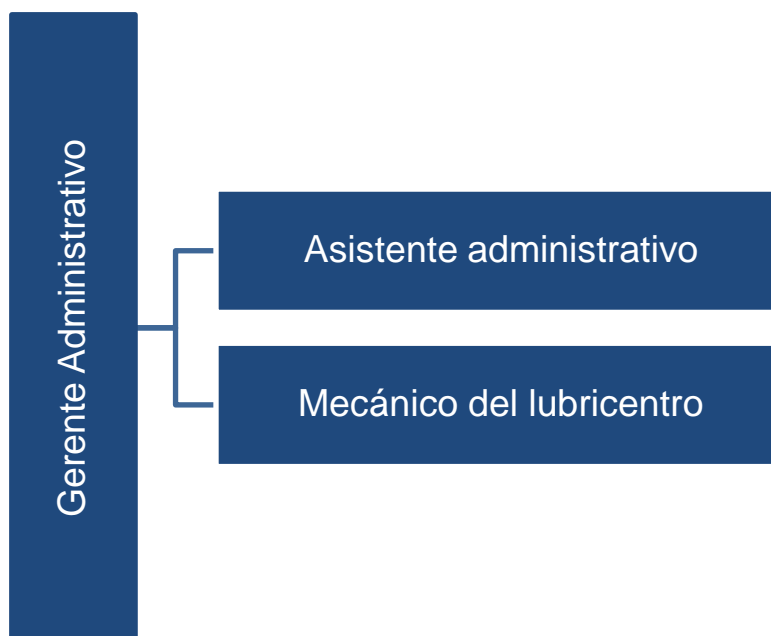 Gerente Administrativo
Asistente administrativo
Mecánico del lubricentro